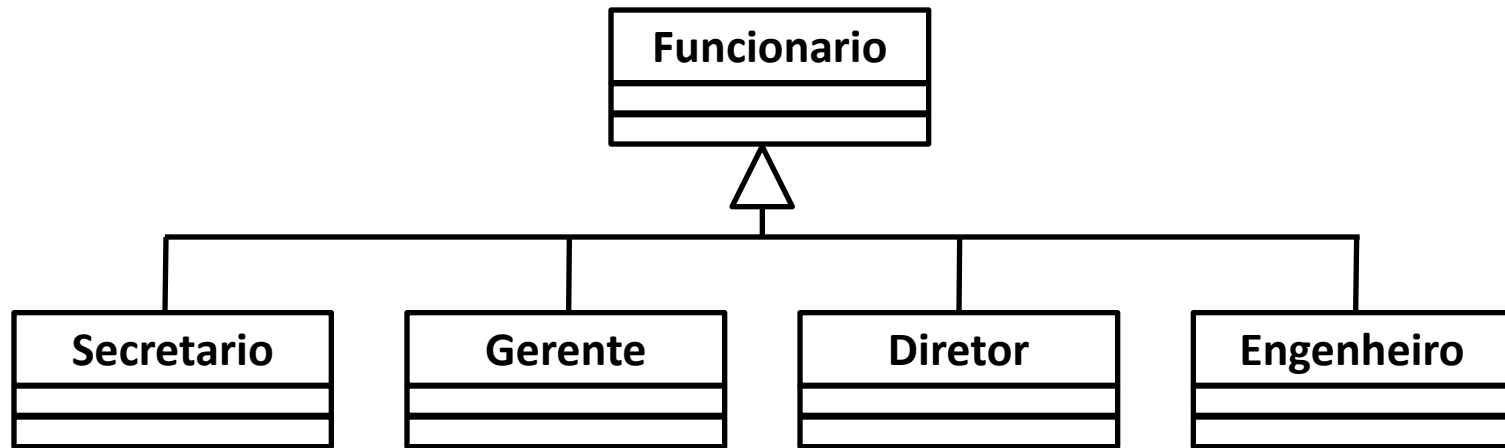 Funcionario
Secretario
Gerente
Diretor
Engenheiro